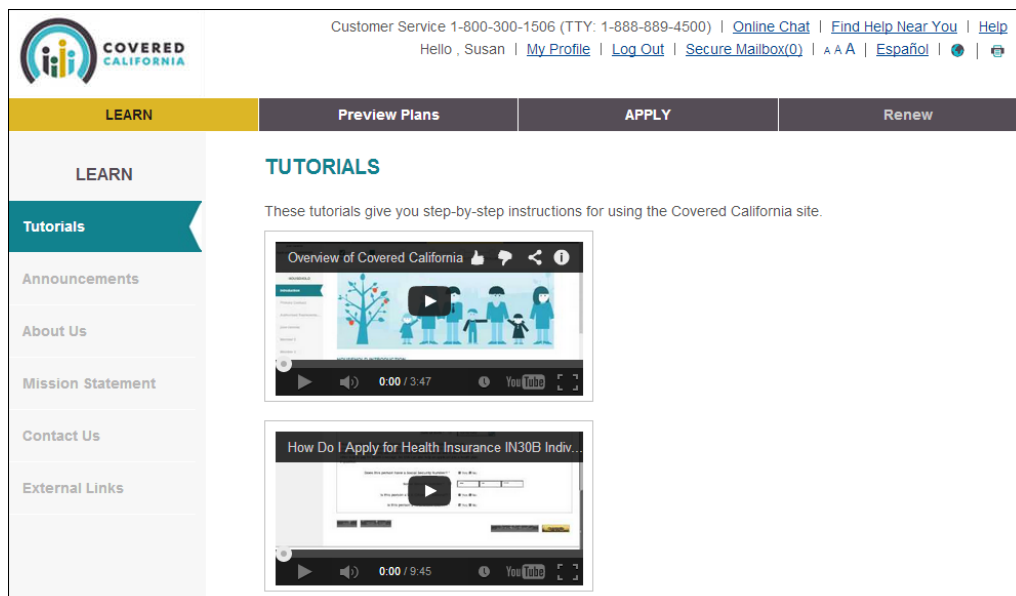 COVERED
CALIFORNIA
Customer Service 1-800-300-1506 (TTY: 1-888-889-4500) | Online Chat | Find Help Near You | Help
Hello , Susan | My Profile | Log Out | Secure Mailbox(0) | A A A | Español | |
LEARN Preview Plans APPLY Renew
LEARN
Tutorials
Announcements
About Us
Mission Statement
Contact Us
External Links
TUTORIALS
These tutorials give you step-by-step instructions for using the Covered California site.
Overview of Covered California
0:00 / 3:47 YouTube
How Do I Apply for Health Insurance IN30B Indiv...
0:00 / 9:45 YouTube